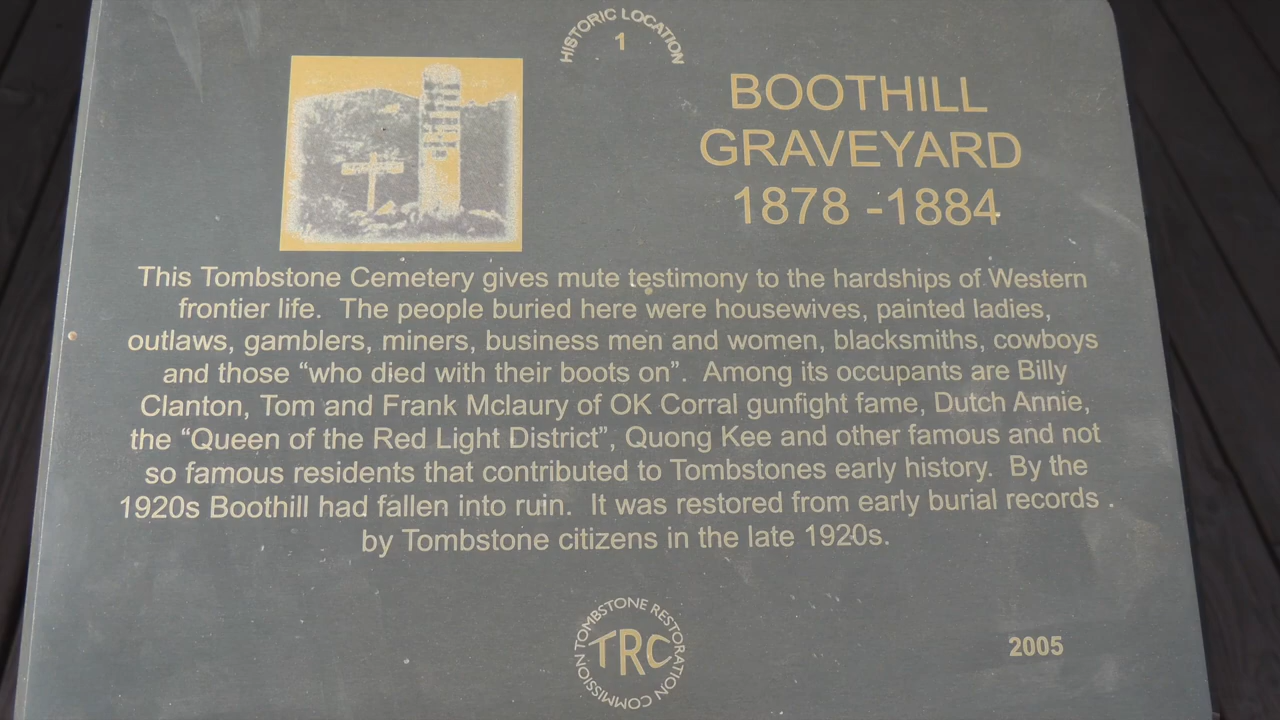 HISTORIC LOCATION
1
BOOTHILL
GRAVEYARD
1878 -1884
This Tombstone Cemetery gives mute testimony to the hardships of Western
frontier life.  The people buried here were housewives, painted ladies,
outlaws, gamblers, miners, business men and women, blacksmiths, cowboys
and those “who died with their boots on”.  Among its occupants are Billy
Clanton, Tom and Frank Mclaury of OK Corral gunfight fame, Dutch Annie,
the “Queen of the Red Light District”, Quong Kee and other famous and not
so famous residents that contributed to Tombstones early history.  By the
1920s Boothill had fallen into ruin.  It was restored from early burial records
by Tombstone citizens in the late 1920s.
TOMBSTONE RESTORATION COMMISSION
TRC
2005